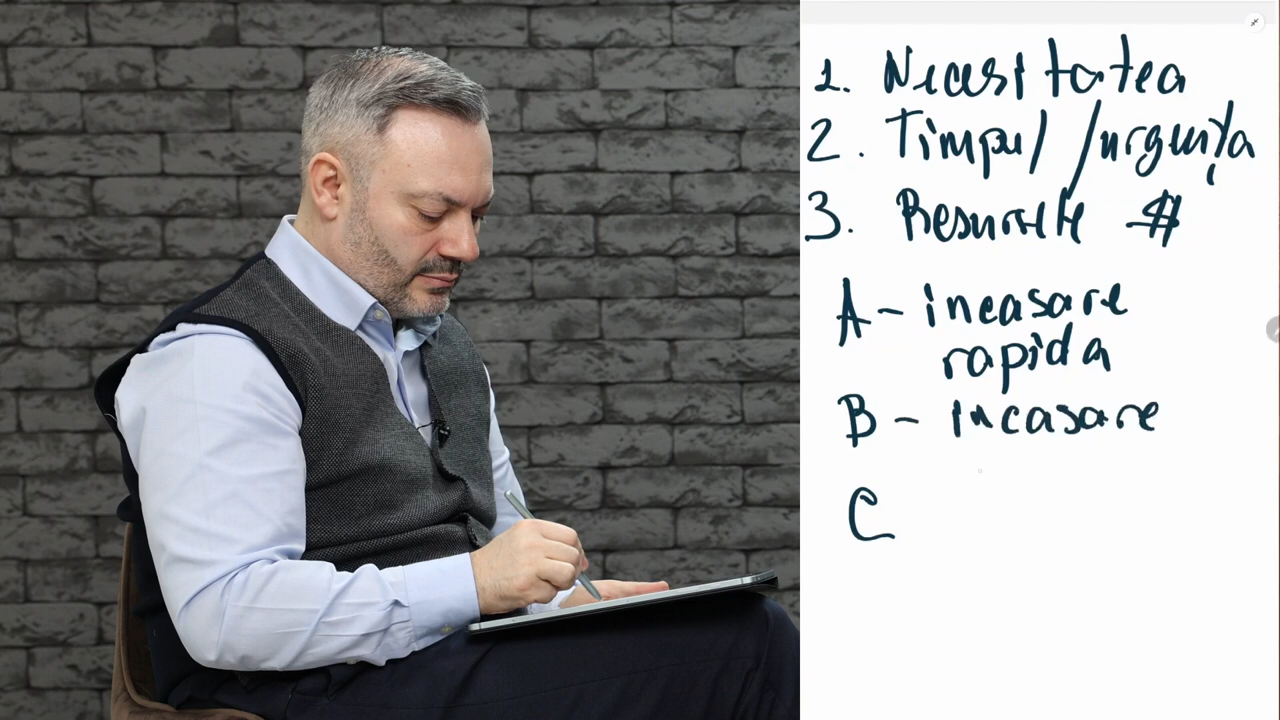 1. Necesitatea
2. Timpul / urgența
3. Resursele $
A - incasare
rapida
B - incasare
C